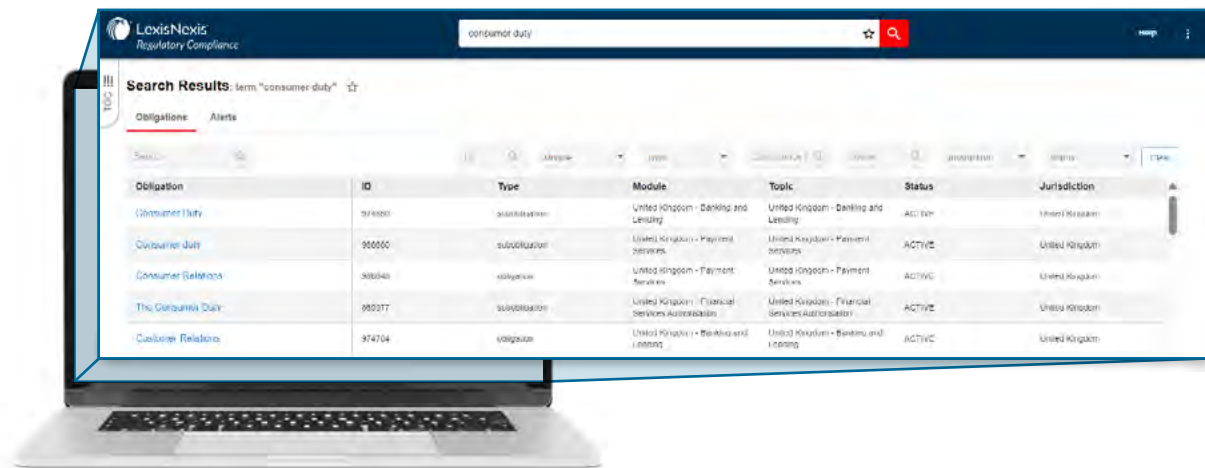 LexisNexis
Regulatory Compliance
consumer duty
Help
TOC
Search Results: term "consumer duty"
Obligations Alerts
Clear
Obligation ID Type Module Topic Status Jurisdiction
Consumer Duty subobligation United Kingdom - Banking and Lending United Kingdom - Banking and Lending ACTIVE United Kingdom
Consumer duty subobligation United Kingdom - Payment Services United Kingdom - Payment Services ACTIVE United Kingdom
Consumer Relations obligation United Kingdom - Payment Services United Kingdom - Payment Services ACTIVE United Kingdom
The Consumer Duty subobligation United Kingdom - Financial Services Authorisation United Kingdom - Financial Services Authorisation ACTIVE United Kingdom
Customer Relations 974704 obligation United Kingdom - Banking and Lending United Kingdom - Banking and Lending ACTIVE United Kingdom